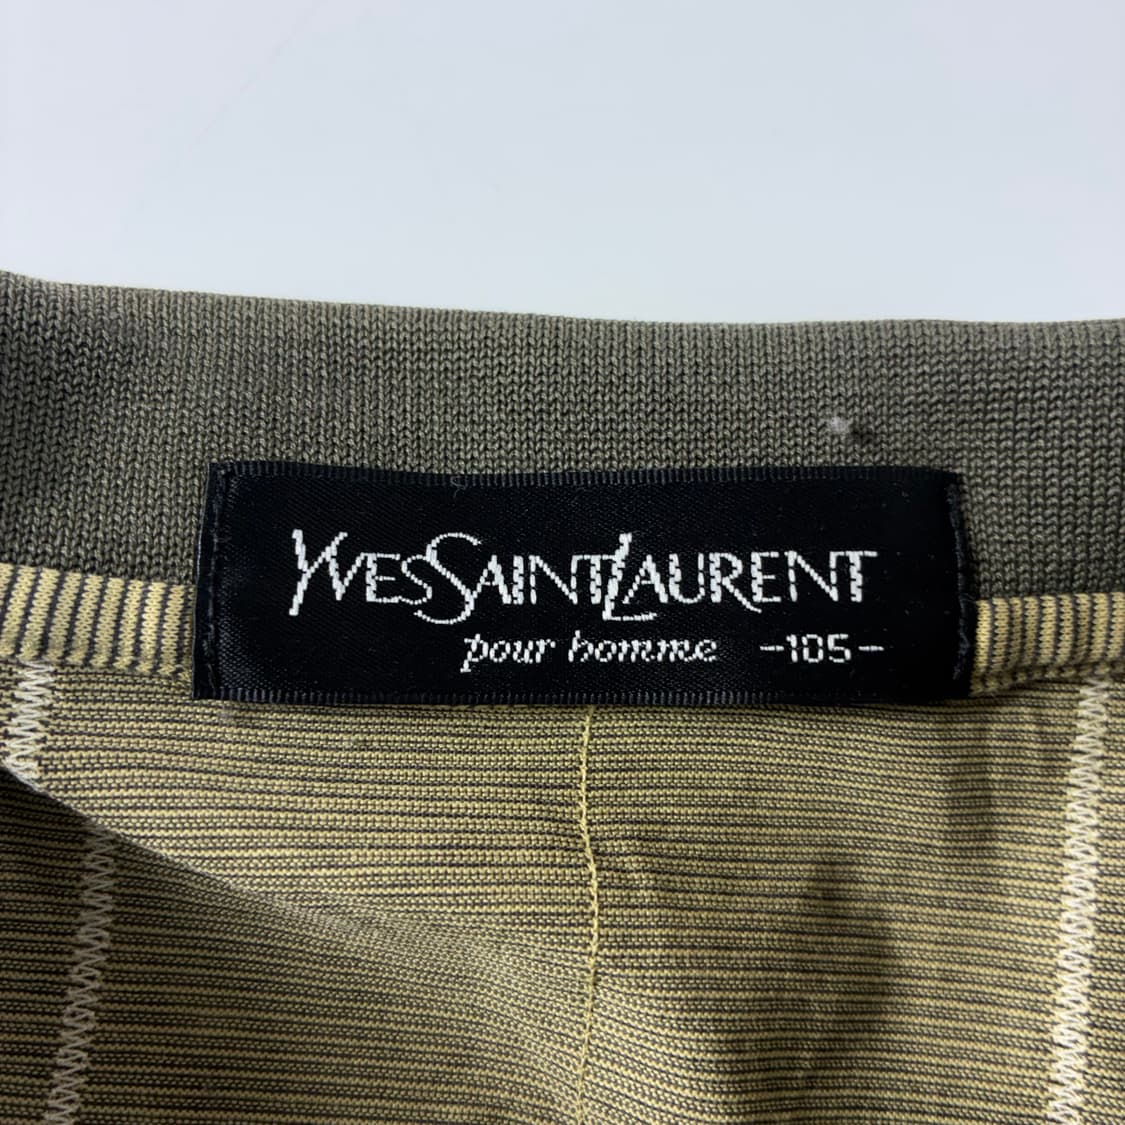 YVESSAINTLAURENT
pour homme -105-